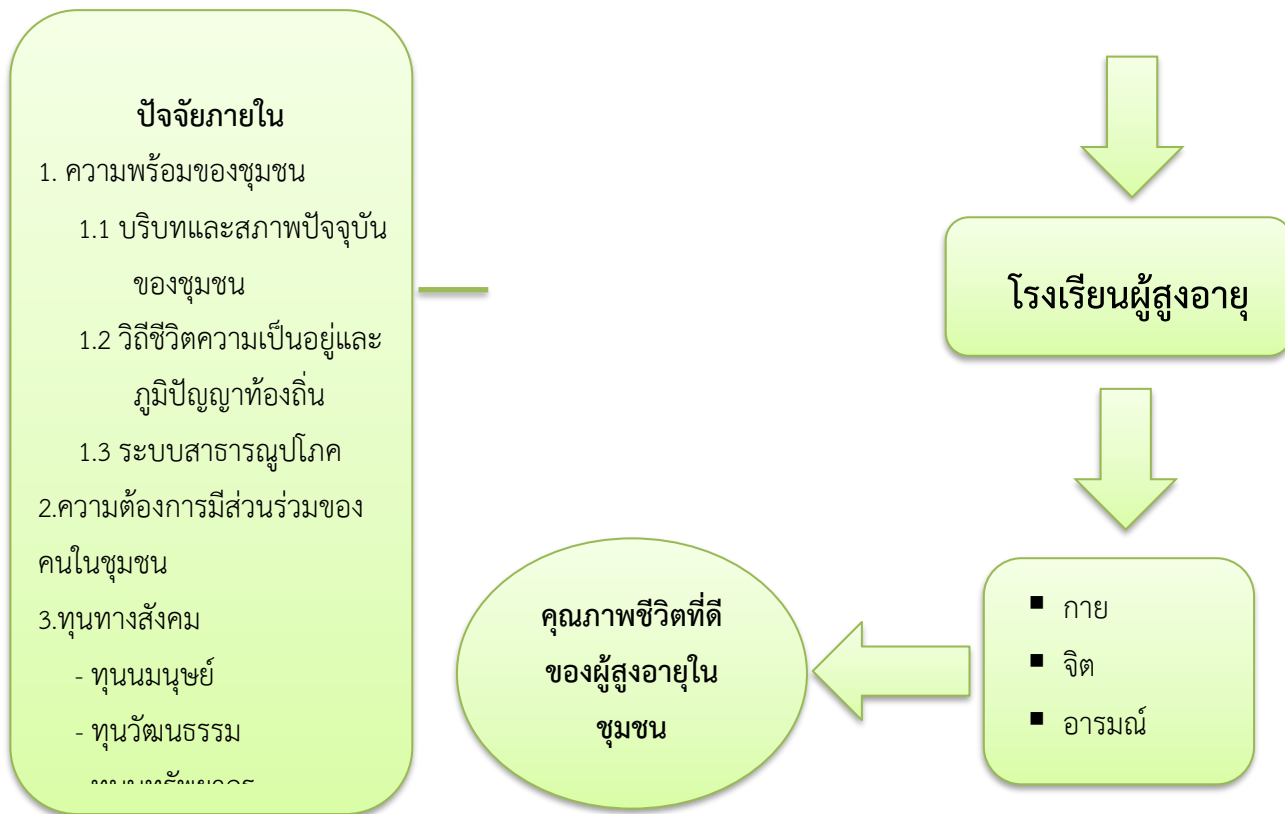 ปัจจัยภายใน
1. ความพร้อมของชุมชน
1.1 บริบทและสภาพปัจจุบัน
ของชุมชน
1.2 วิถีชีวิตความเป็นอยู่และ
ภูมิปัญญาท้องถิ่น
1.3 ระบบสาธารณูปโภค
2.ความต้องการมีส่วนร่วมของ
คนในชุมชน
3.ทุนทางสังคม
- ทุนนมนุษย์
- ทุนวัฒนธรรม
โรงเรียนผู้สูงอายุ
▪ กาย
▪ จิต
▪ อารมณ์
คุณภาพชีวิตที่ดี
ของผู้สูงอายุใน
ชุมชน